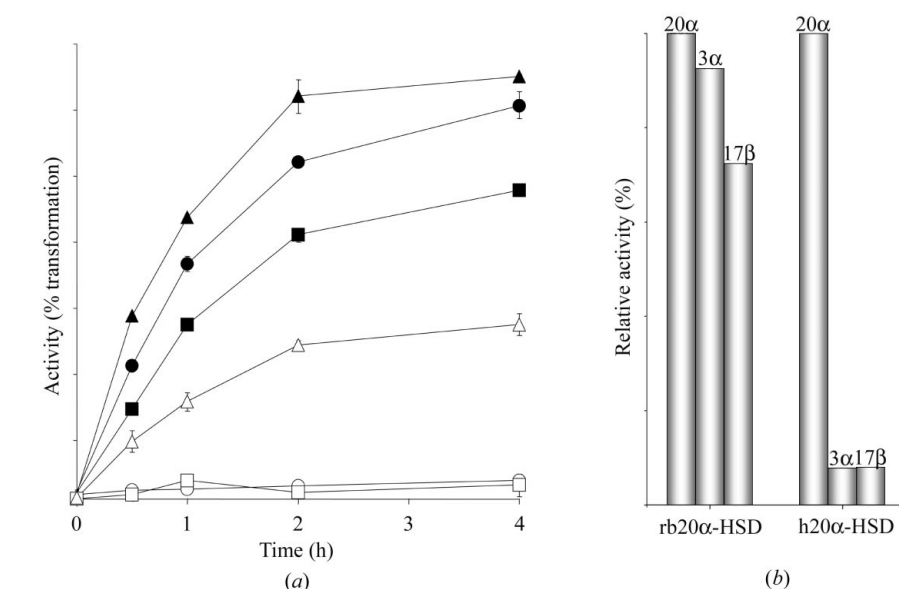 Activity (% transformation)
0
1
2
3
4
Time (h)
(a)
Relative activity (%)
20α
3α
17β
20α
3α17β
rb20α-HSD
h20α-HSD
(b)